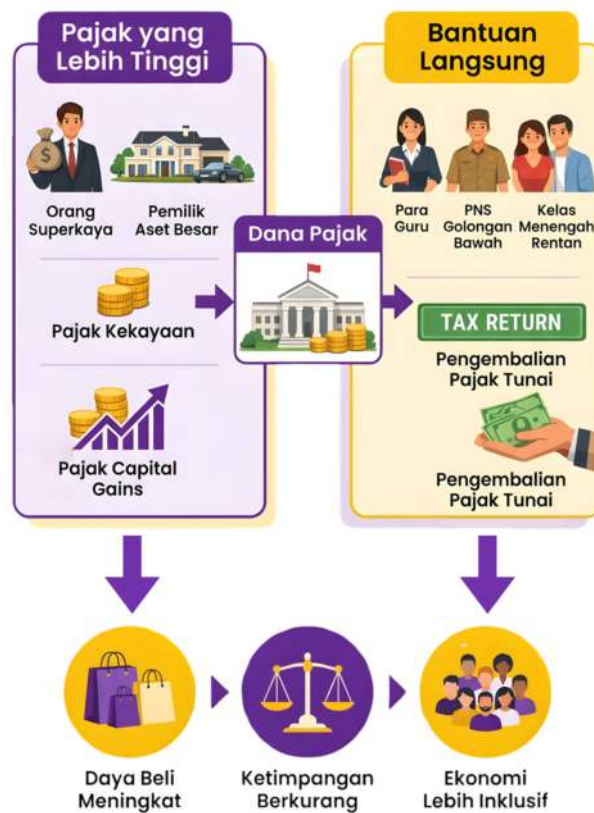 Pajak yang
Lebih Tinggi
$
Orang
Superkaya
Pemilik
Aset Besar
Pajak Kekayaan
Pajak Capital
Gains
Dana Pajak
Bantuan
Langsung
Para
Guru
PNS
Golongan
Bawah
Kelas
Menengah
Rentan
TAX RETURN
Pengembalian
Pajak Tunai
Pengembalian
Pajak Tunai
Daya Beli
Meningkat
Ketimpangan
Berkurang
Ekonomi
Lebih Inklusif